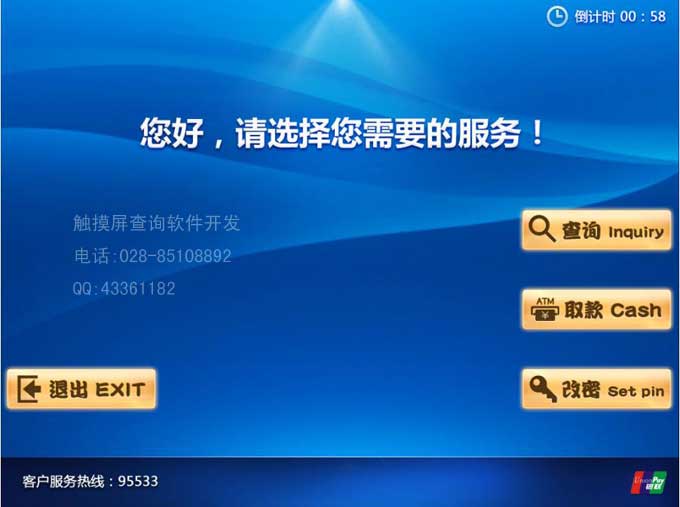 倒计时 00：58
您好，请选择您需要的服务！
触摸屏查询软件开发
电话:028-85108892
QQ:43361182
查询 Inquiry
ATM
取款 Cash
退出 EXIT
改密 Set pin
客户服务热线：95533
UnionPay
银联